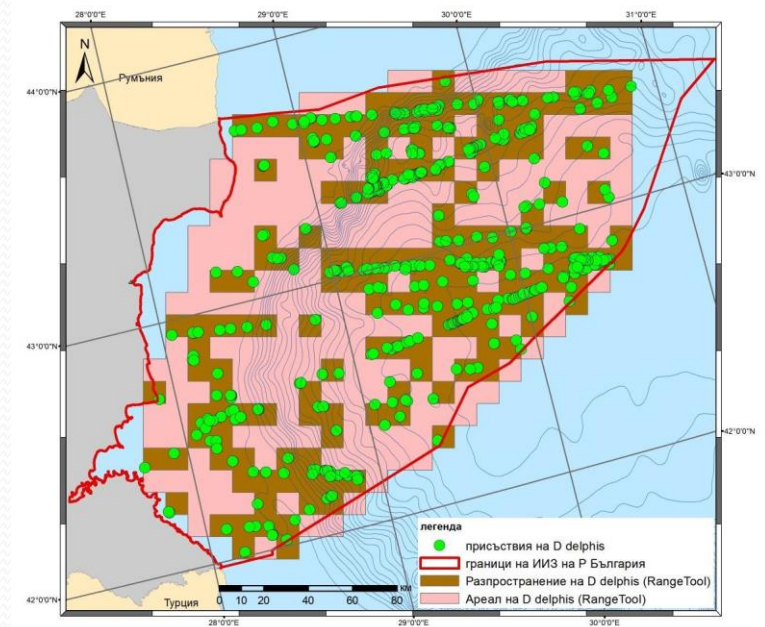 28°0'0"E 29°0'0"E 30°0'0"E 31°0'0"E
N
Румъния
44°0'0"N
43°0'0"N
43°0'0"N
42°0'0"N
легенда
присъствия на D delphis
граници на ИИЗ на Р България
Разпространение на D delphis (RangeTool)
Ареал на D delphis (RangeTool)
км
0 10 20 40 60 80
Турция
42°0'0"N
28°0'0"E 29°0'0"E 30°0'0"E